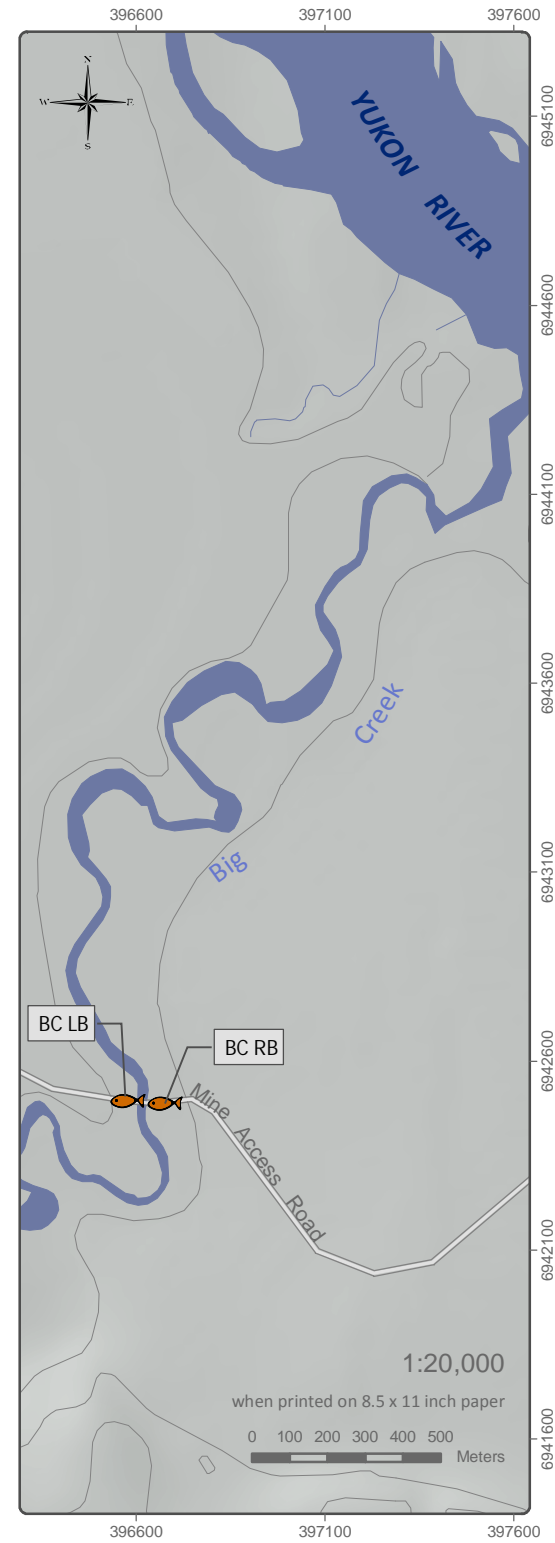 396600 397100 397600
N
W E
S
6945100
YUKON RIVER
6944600
6944100
6943600
Creek
6943100
Big
BC LB
6942600
BC RB
Mine Access Road
6942100
1:20,000
when printed on 8.5 x 11 inch paper
0 100 200 300 400 500
Meters
6941600
396600 397100 397600